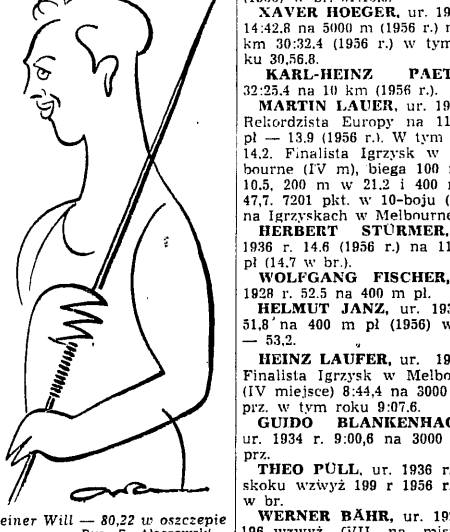 einer Will — 80,22 w oszczepie
XAVER HOEGER, ur. 19
14:42.8 na 5000 m (1956 r.)
km 30:32.4 (1956 r.) w tym
ku 30,56.8.
KARL-HEINZ PAET
32:25.4 na 10 km (1956 r.).
MARTIN LAUER, ur. 19
Rekordzista Europy na 11
pł — 13.9 (1956 r.). W tym
14.2. Finalista Igrzysk w
bourne (IV m), biega 100
10.5, 200 m w 21.2 i 400
47,7. 7201 pkt. w 10-boju (
na Igrzyskach w Melbourne
HERBERT STÜRMER,
1936 r. 14.6 (1956 r.) na 11
pł (14.7 w br.).
WOLFGANG FISCHER,
1928 r. 52.5 na 400 m pl.
HELMUT JANZ, ur. 193
51,8 na 400 m pł (1956) w
— 53,2.
HEINZ LAUFER, ur. 19
Finalista Igrzysk w Melbo
(IV miejsce) 8:44,4 na 3000
prz. w tym roku 9:07.6.
GUIDO BLANKENHAG
ur. 1934 r. 9:00,6 na 3000
prz.
THEO PÜLL, ur. 1936 r.
skoku wzwyż 199 r 1956 r.
w br.
WERNER BÄHR, ur. 19